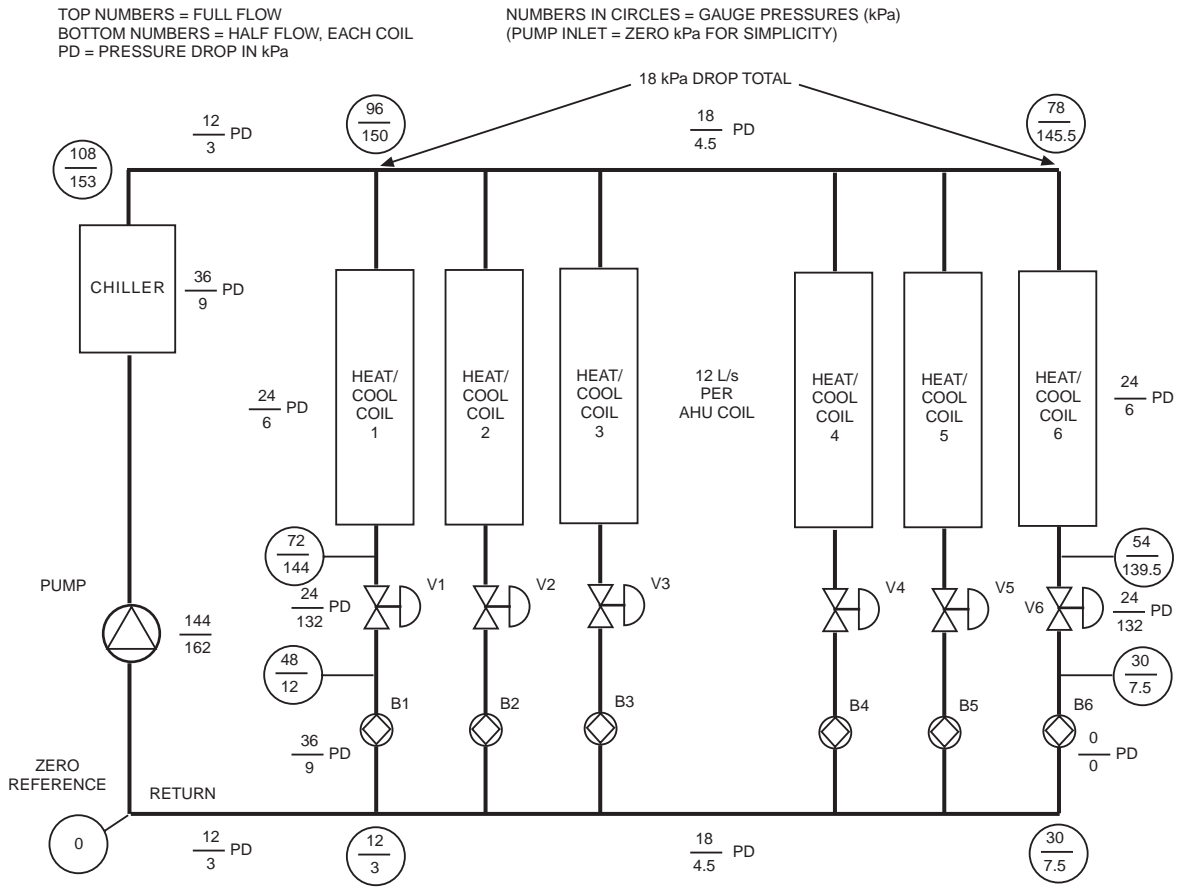 TOP NUMBERS = FULL FLOW
BOTTOM NUMBERS = HALF FLOW, EACH COIL
PD = PRESSURE DROP IN kPa
NUMBERS IN CIRCLES = GAUGE PRESSURES (kPa)
(PUMP INLET = ZERO kPa FOR SIMPLICITY)
18 kPa DROP TOTAL
12
3
PD
96
150
18
4.5
PD
78
145.5
108
153
CHILLER
36
9
PD
24
6
PD
HEAT/
COOL
COIL
1
HEAT/
COOL
COIL
2
HEAT/
COOL
COIL
3
12 L/s
PER
AHU COIL
HEAT/
COOL
COIL
4
HEAT/
COOL
COIL
5
HEAT/
COOL
COIL
6
24
6
PD
72
144
54
139.5
PUMP
144
162
24
132
PD
V1
V2
V3
V4
V5
V6
24
132
PD
48
12
30
7.5
B1
B2
B3
B4
B5
B6
36
9
PD
0
0
PD
ZERO
REFERENCE
RETURN
0
12
3
PD
12
3
18
4.5
PD
30
7.5